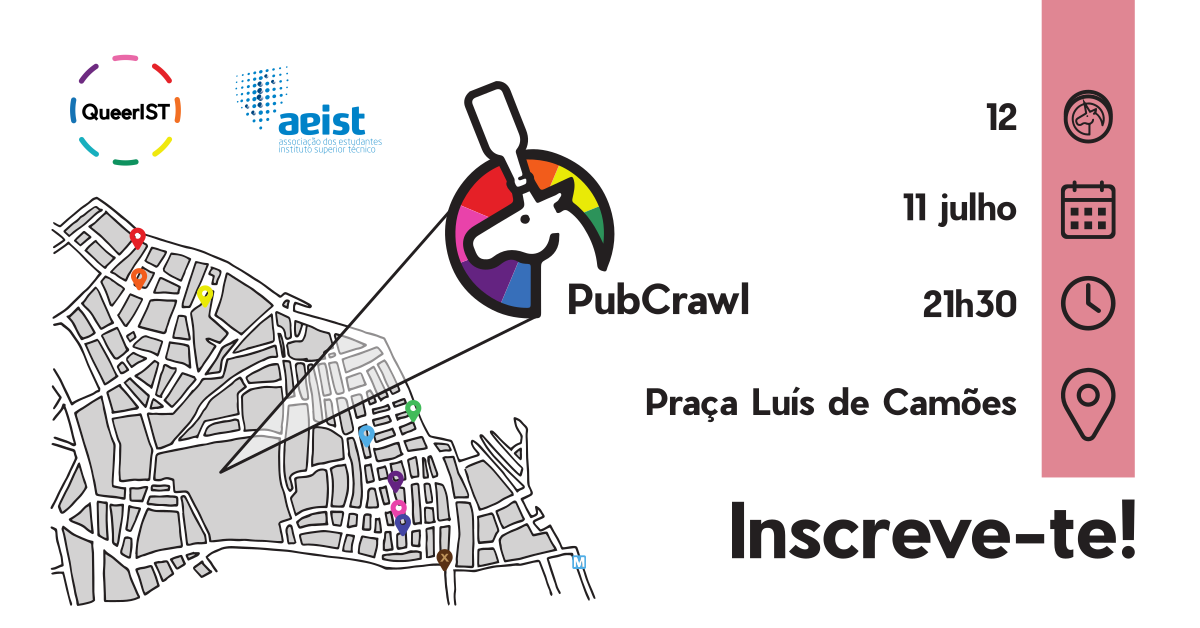 QueerIST
aeist
associação dos estudantes
instituto superior técnico
PubCrawl
12
11 julho
21h30
Praça Luís de Camões
Inscreve-te!
X
M